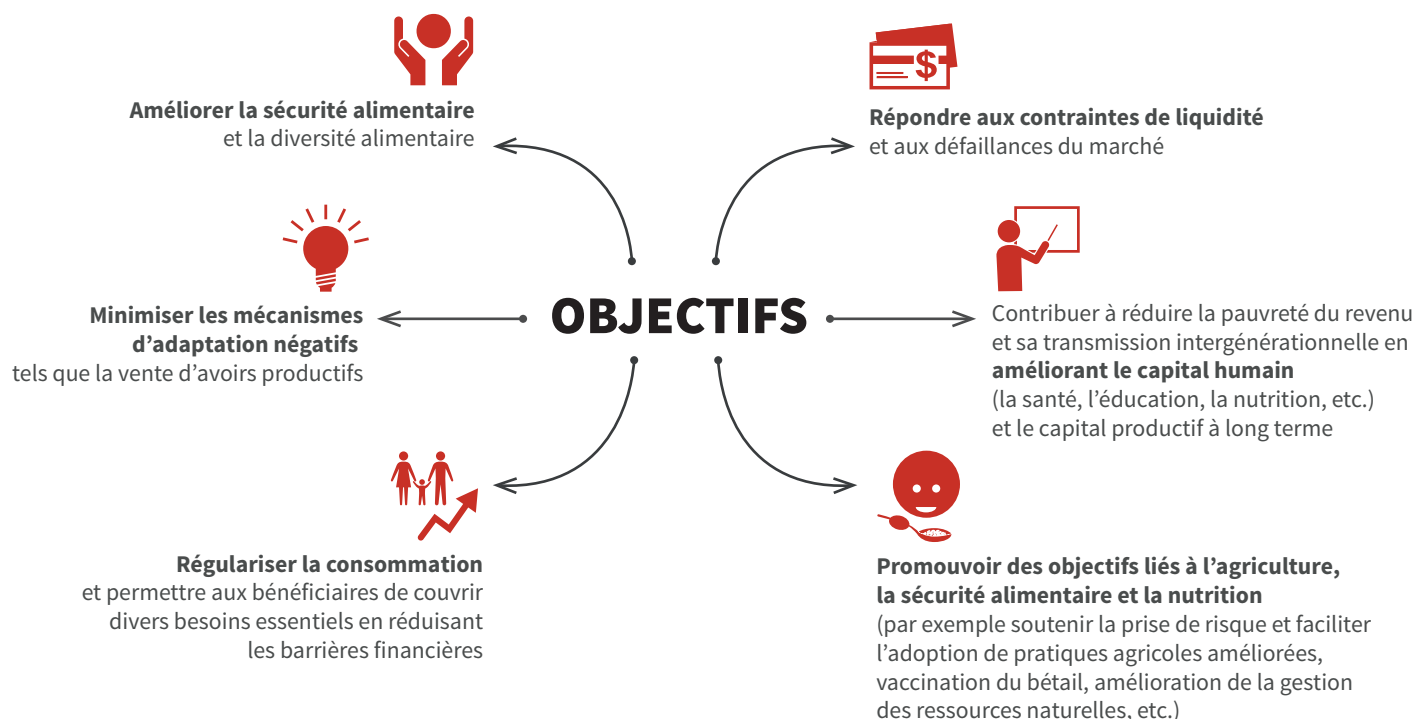 Améliorer la sécurité alimentaire
et la diversité alimentaire
$
Répondre aux contraintes de liquidité
et aux défaillances du marché
Minimiser les mécanismes
d’adaptation négatifs
tels que la vente d’avoirs productifs
OBJECTIFS
Contribuer à réduire la pauvreté du revenu
et sa transmission intergénérationnelle en
améliorant le capital humain
(la santé, l’éducation, la nutrition, etc.)
et le capital productif à long terme
Régulariser la consommation
et permettre aux bénéficiaires de couvrir
divers besoins essentiels en réduisant
les barrières financières
Promouvoir des objectifs liés à l’agriculture,
la sécurité alimentaire et la nutrition
(par exemple soutenir la prise de risque et faciliter
l’adoption de pratiques agricoles améliorées,
vaccination du bétail, amélioration de la gestion
des ressources naturelles, etc.)